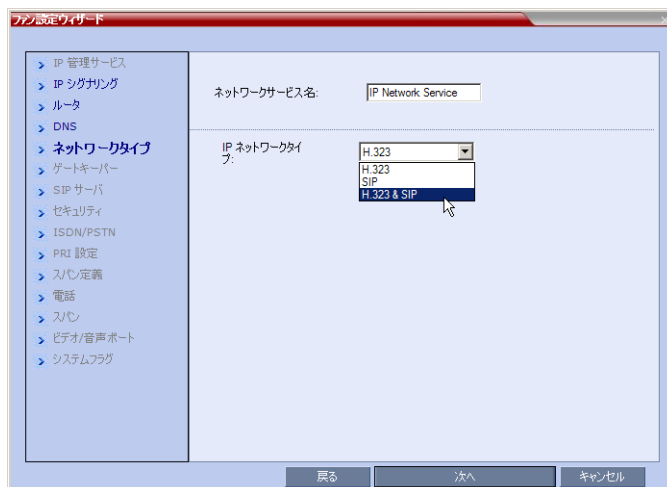 ファン設定ウィザード
IP 管理サービス
IP シグナリング
ルータ
DNS
ネットワークタイプ
ゲートキーパー
SIP サーバ
セキュリティ
ISDN/PSTN
PRI 設定
スパン定義
電話
スパン
ビデオ/音声ポート
システムフラグ
ネットワークサービス名:
IP Network Service
IP ネットワークタイ
プ:
H.323
H.323
SIP
H.323 & SIP
戻る
次へ
キャンセル